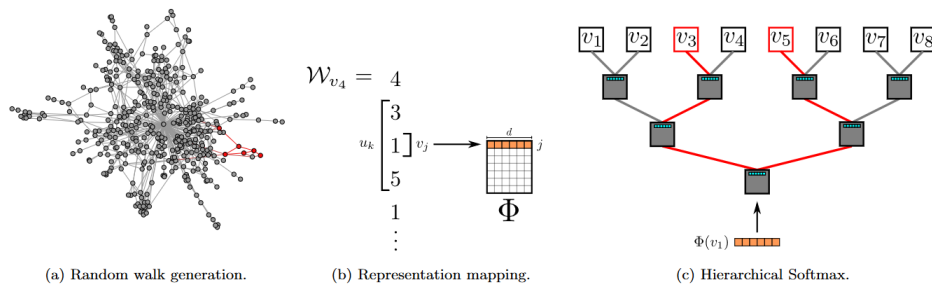 v₁ v₂ v₃ v₄ v₅ v₆ v₇ v₈
𝒲ᵥ₄ = 4
3
uₖ 1 vⱼ
5
1
⋮
d
j
Φ
Φ(v₁)
(a) Random walk generation.
(b) Representation mapping.
(c) Hierarchical Softmax.